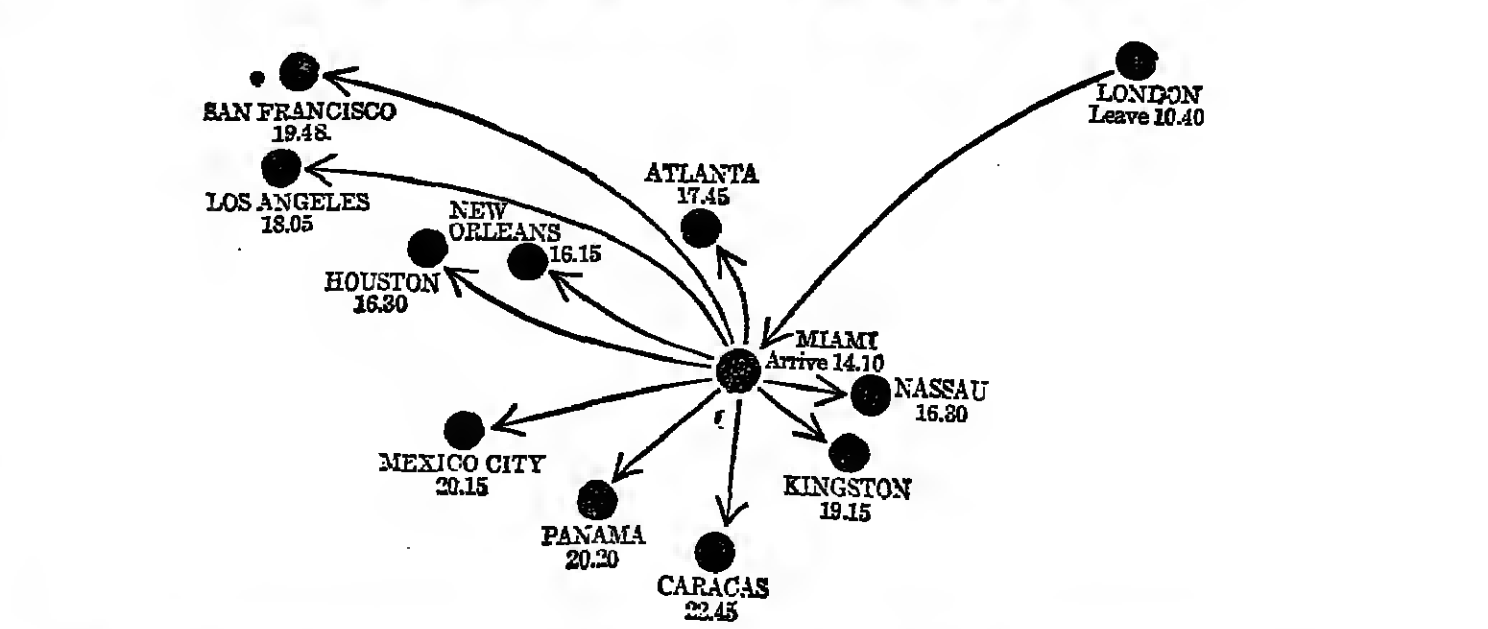 SAN FRANCISCO
19.48
LONDON
Leave 10.40
LOS ANGELES
18.05
ATLANTA
17.45
NEW
ORLEANS
16.15
HOUSTON
16.30
MIAMI
Arrive 14.10
NASSAU
16.30
MEXICO CITY
20.15
KINGSTON
19.15
PANAMA
20.20
CARACAS
22.45